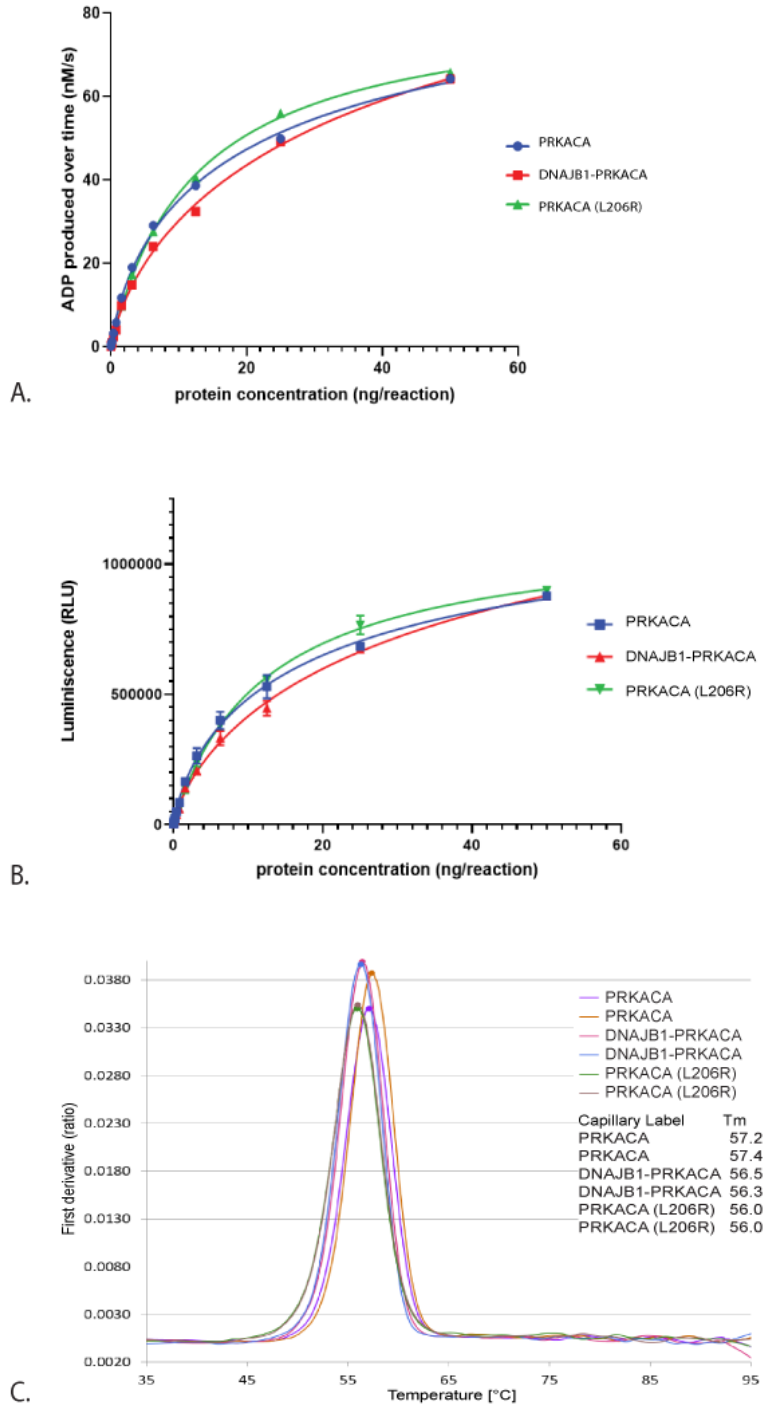 80
60
40
20
0
ADP produced over time (nM/s)
PRKACA
DNAJB1-PRKACA
PRKACA (L206R)
0 20 40 60
protein concentration (ng/reaction)
A.
1000000
500000
0
Luminiscence (RLU)
PRKACA
DNAJB1-PRKACA
PRKACA (L206R)
0 20 40 60
protein concentration (ng/reaction)
B.
0.0380
0.0330
0.0280
0.0230
0.0180
0.0130
0.0080
0.0030
0.0020
First derivative (ratio)
PRKACA
PRKACA
DNAJB1-PRKACA
DNAJB1-PRKACA
PRKACA (L206R)
PRKACA (L206R)
Capillary Label Tm
PRKACA 57.2
PRKACA 57.4
DNAJB1-PRKACA 56.5
DNAJB1-PRKACA 56.3
PRKACA (L206R) 56.0
PRKACA (L206R) 56.0
35 45 55 65 75 85 95
Temperature [°C]
C.